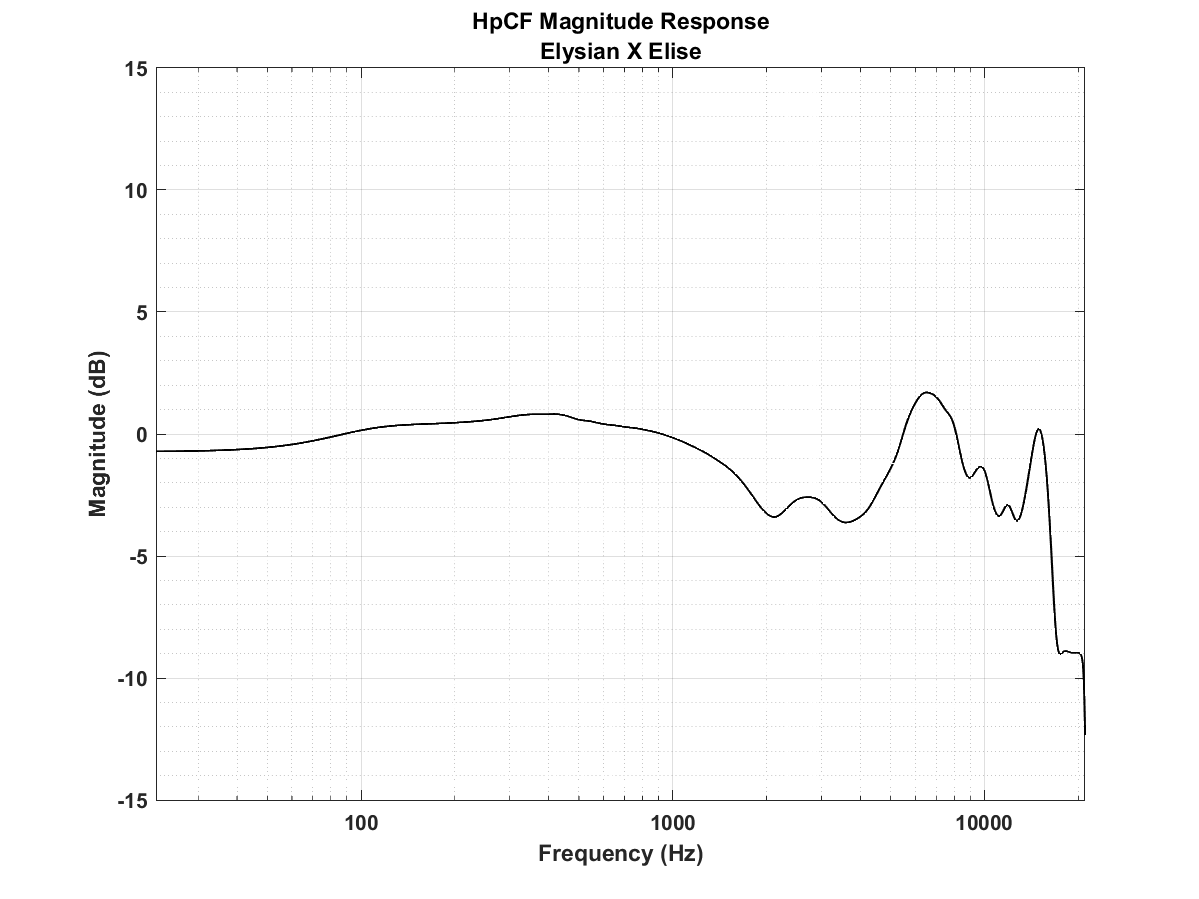 HpCF Magnitude Response
Elysian X Elise
15
10
5
0
-5
-10
-15
Magnitude (dB)
100
1000
10000
Frequency (Hz)